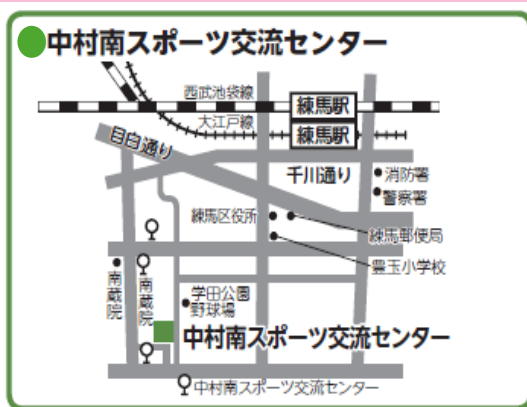 中村南スポーツ交流センター
西武池袋線
練馬駅
大江戸線
練馬駅
目白通り
千川通り
消防署
警察署
練馬区役所
練馬郵便局
豊玉小学校
南蔵院
南蔵院
学田公園
野球場
中村南スポーツ交流センター
中村南スポーツ交流センター